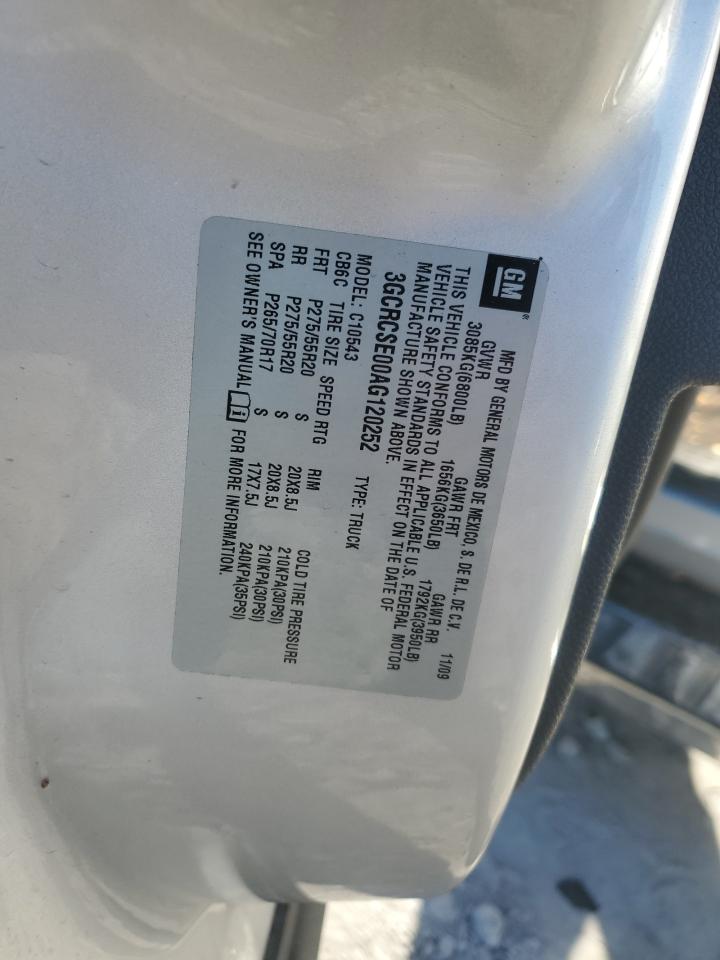 GM®
MFD BY GENERAL MOTORS DE MEXICO, S. DE R.L. DE C.V. 11/09
GVWR GAWR FRT GAWR RR
3085KG(6800LB) 1656KG(3650LB) 1792KG(3950LB)
THIS VEHICLE CONFORMS TO ALL APPLICABLE U.S. FEDERAL MOTOR
VEHICLE SAFETY STANDARDS IN EFFECT ON THE DATE OF
MANUFACTURE SHOWN ABOVE.
3GCRCSE00AG120252 TYPE: TRUCK
MODEL: C10543
CB6C TIRE SIZE SPEED RTG RIM COLD TIRE PRESSURE
FRT P275/55R20 S 20X8.5J 210KPA(30PSI)
RR P275/55R20 S 20X8.5J 210KPA(30PSI)
SPA P265/70R17 S 17X7.5J 240KPA(35PSI)
SEE OWNER'S MANUAL FOR MORE INFORMATION.